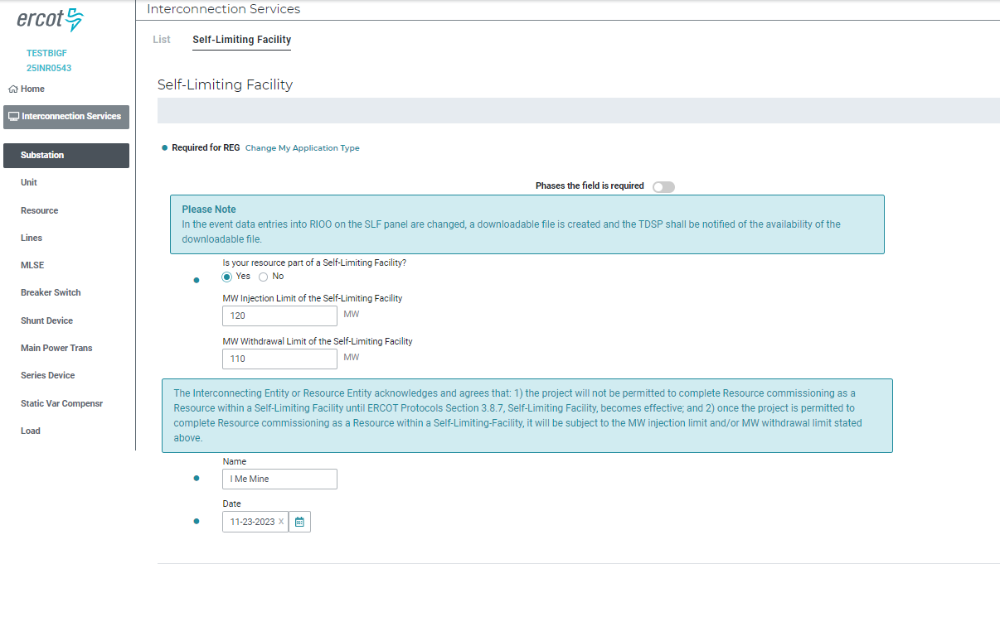 ercot
Interconnection Services
List
Self-Limiting Facility
TESTBIGF
25INR0543
Home
Interconnection Services
Substation
Unit
Resource
Lines
MLSE
Breaker Switch
Shunt Device
Main Power Trans
Series Device
Static Var Compensr
Load
Self-Limiting Facility
Required for REG Change My Application Type
Phases the field is required
Please Note
In the event data entries into RIOO on the SLF panel are changed, a downloadable file is created and the TDSP shall be notified of the availability of the
downloadable file.
Is your resource part of a Self-Limiting Facility?
Yes No
MW Injection Limit of the Self-Limiting Facility
120 MW
MW Withdrawal Limit of the Self-Limiting Facility
110 MW
The Interconnecting Entity or Resource Entity acknowledges and agrees that: 1) the project will not be permitted to complete Resource commissioning as a
Resource within a Self-Limiting Facility until ERCOT Protocols Section 3.8.7, Self-Limiting Facility, becomes effective; and 2) once the project is permitted to
complete Resource commissioning as a Resource within a Self-Limiting-Facility, it will be subject to the MW injection limit and/or MW withdrawal limit stated
above.
Name
I Me Mine
Date
11-23-2023 x